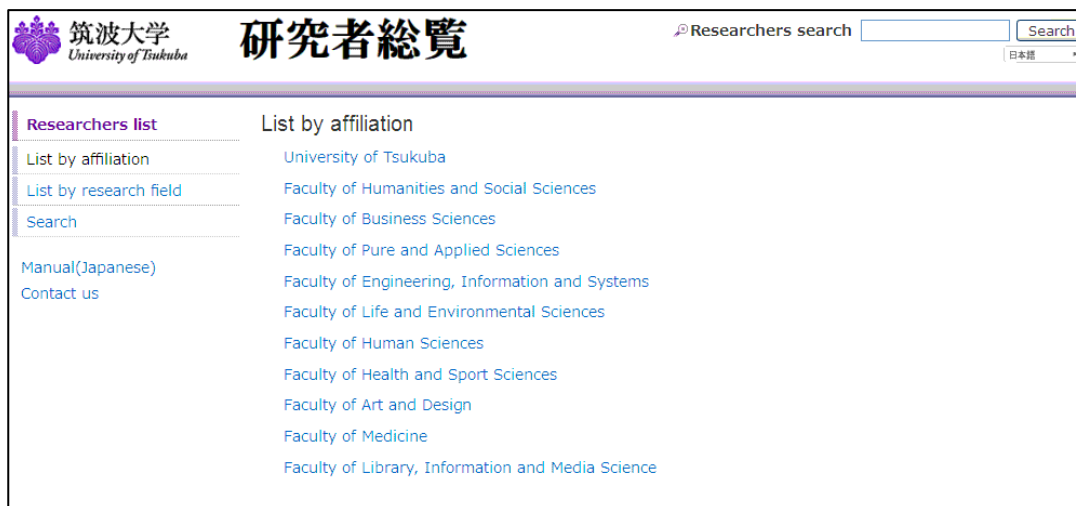 筑波大学
University of Tsukuba
研究者総覧
Researchers search
Search
日本語
Researchers list
List by affiliation
List by research field
Search
Manual(Japanese)
Contact us
List by affiliation
University of Tsukuba
Faculty of Humanities and Social Sciences
Faculty of Business Sciences
Faculty of Pure and Applied Sciences
Faculty of Engineering, Information and Systems
Faculty of Life and Environmental Sciences
Faculty of Human Sciences
Faculty of Health and Sport Sciences
Faculty of Art and Design
Faculty of Medicine
Faculty of Library, Information and Media Science